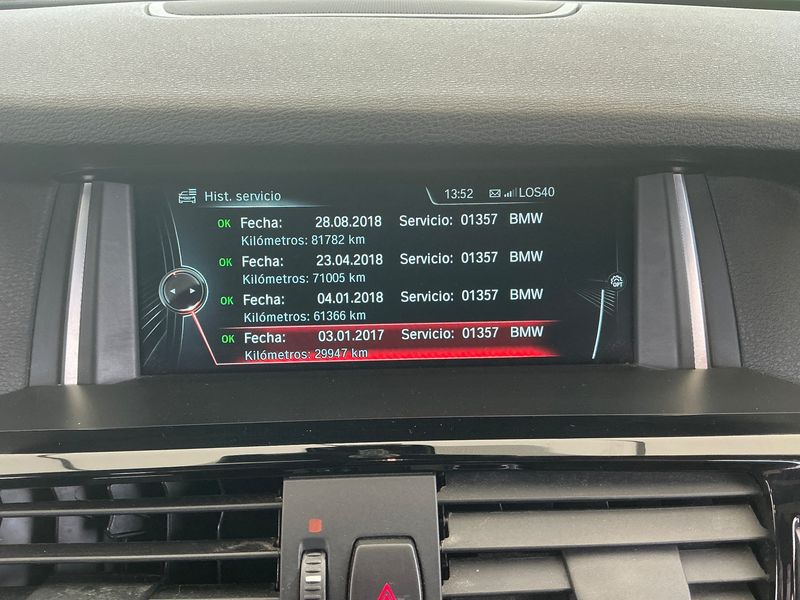 Hist. servicio 13:52 LOS40
OK Fecha: 28.08.2018 Servicio: 01357 BMW
Kilómetros: 81782 km
OK Fecha: 23.04.2018 Servicio: 01357 BMW
Kilómetros: 71005 km
OK Fecha: 04.01.2018 Servicio: 01357 BMW
Kilómetros: 61366 km
OK Fecha: 03.01.2017 Servicio: 01357 BMW
Kilómetros: 29947 km